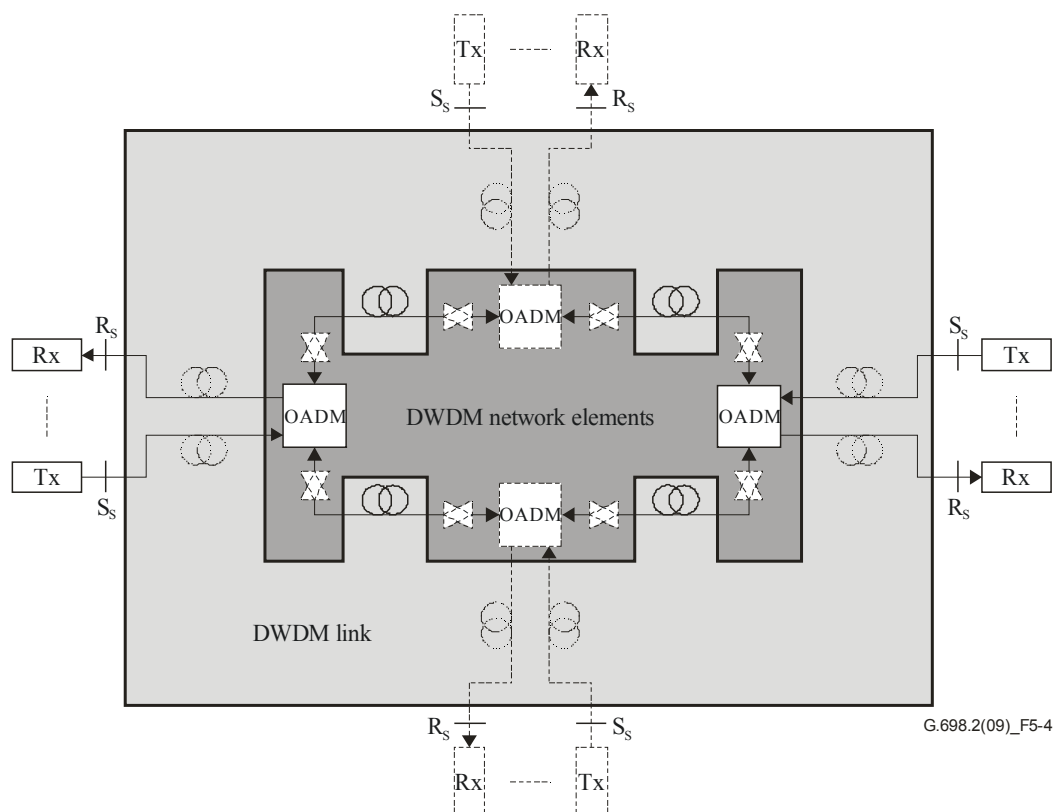 Tx Rx
S_S R_S
OADM
R_S S_S
Rx Tx
OADM DWDM network elements OADM
Tx Rx
S_S R_S
OADM
DWDM link
R_S S_S
G.698.2(09)_F5-4
Rx Tx